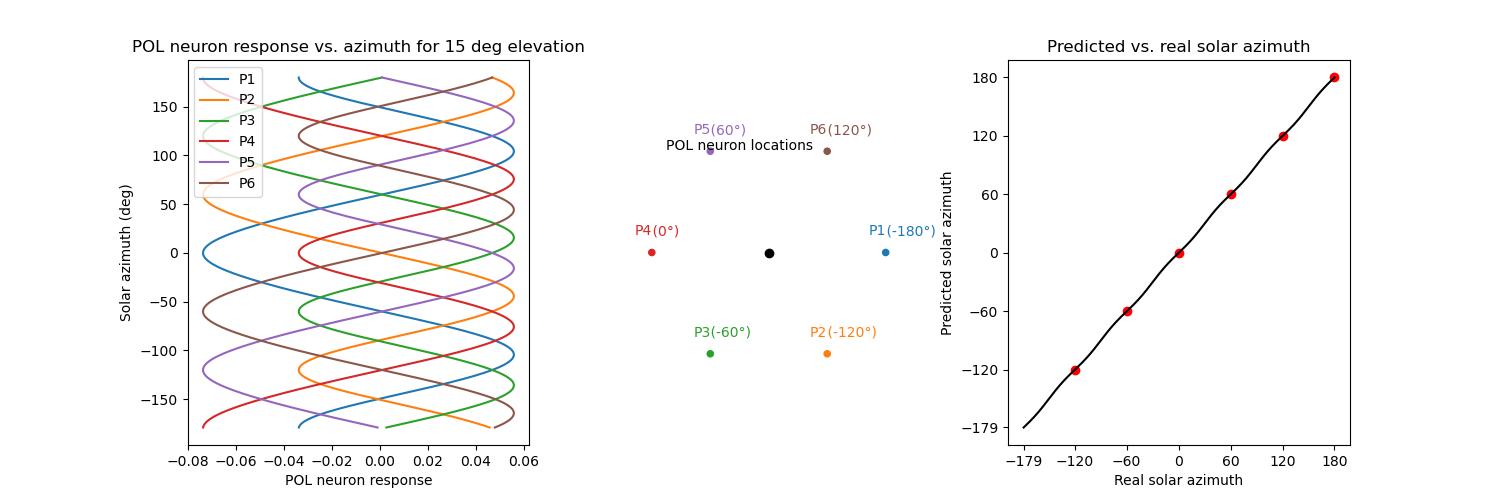 POL neuron response vs. azimuth for 15 deg elevation
P1
P2
P3
P4
P5
P6
150
100
50
0
−50
−100
−150
Solar azimuth (deg)
−0.08 −0.06 −0.04 −0.02 0.00 0.02 0.04 0.06
POL neuron response
P5(60°) P6(120°)
POL neuron locations
P4(0°) P1(-180°)
P3(-60°) P2(-120°)
Predicted vs. real solar azimuth
180
120
60
0
−60
−120
−179
Predicted solar azimuth
−179 −120 −60 0 60 120 180
Real solar azimuth